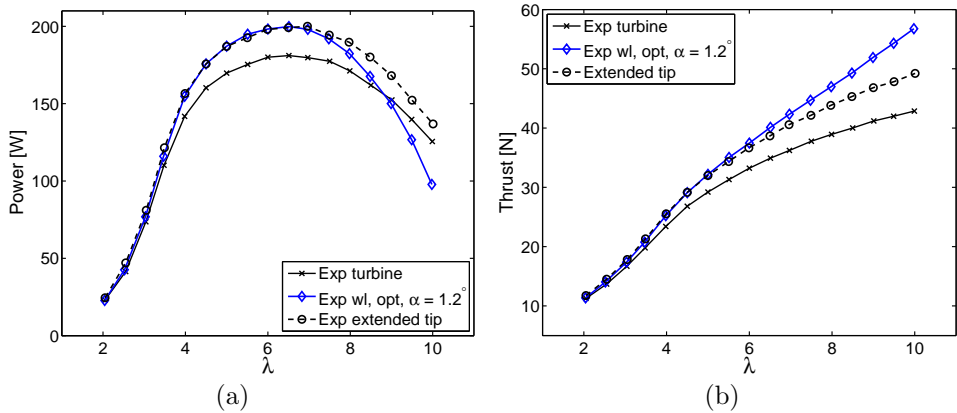 200
150
100
50
0
Power [W]
2 4 6 8 10
λ
Exp turbine
Exp wl, opt, α = 1.2°
Exp extended tip
(a)
60
50
40
30
20
10
Thrust [N]
2 4 6 8 10
λ
Exp turbine
Exp wl, opt, α = 1.2°
Extended tip
(b)